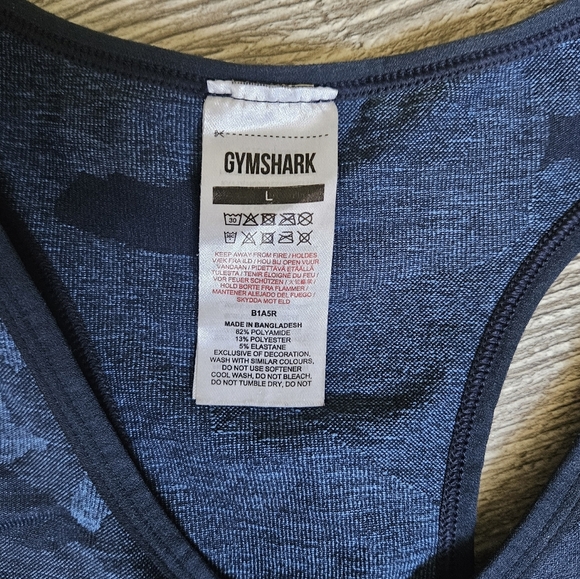 GYMSHARK
L
30
KEEP AWAY FROM FIRE / HOLDES
VÆK FRA ILD / HOU BIJ OPEN VUUR
VANDAAN / PIDETTÄVÄ ETÄÄLLÄ
TULESTA / TENIR ÉLOIGNÉ DU FEU /
VOR FEUER SCHÜTZEN /
HOLD BORTE FRA FLAMMER /
MANTENER ALEJADO DEL FUEGO /
SKYDDA MOT ELD
B1A5R
MADE IN BANGLADESH
82% POLYAMIDE
13% POLYESTER
5% ELASTANE
EXCLUSIVE OF DECORATION,
WASH WITH SIMILAR COLOURS,
DO NOT USE SOFTENER
COOL WASH, DO NOT BLEACH,
DO NOT TUMBLE DRY, DO NOT